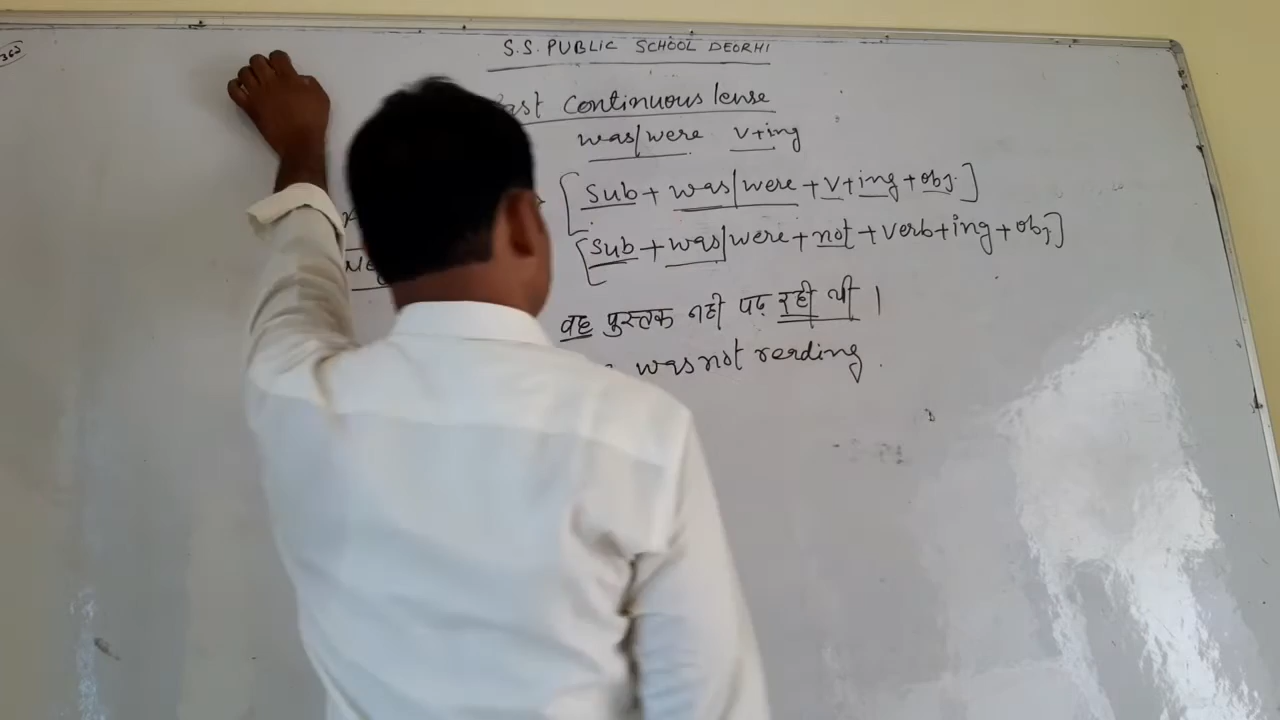 S.S. PUBLIC SCHOOL DEORHI
Past Continuous Tense
was/were V+ing
[Sub + was/were + V+ing + obj.]
[Sub + was/were + not + verb + ing + obj]
वह पुस्तक नही पढ़ रही थी ।
was not reading.